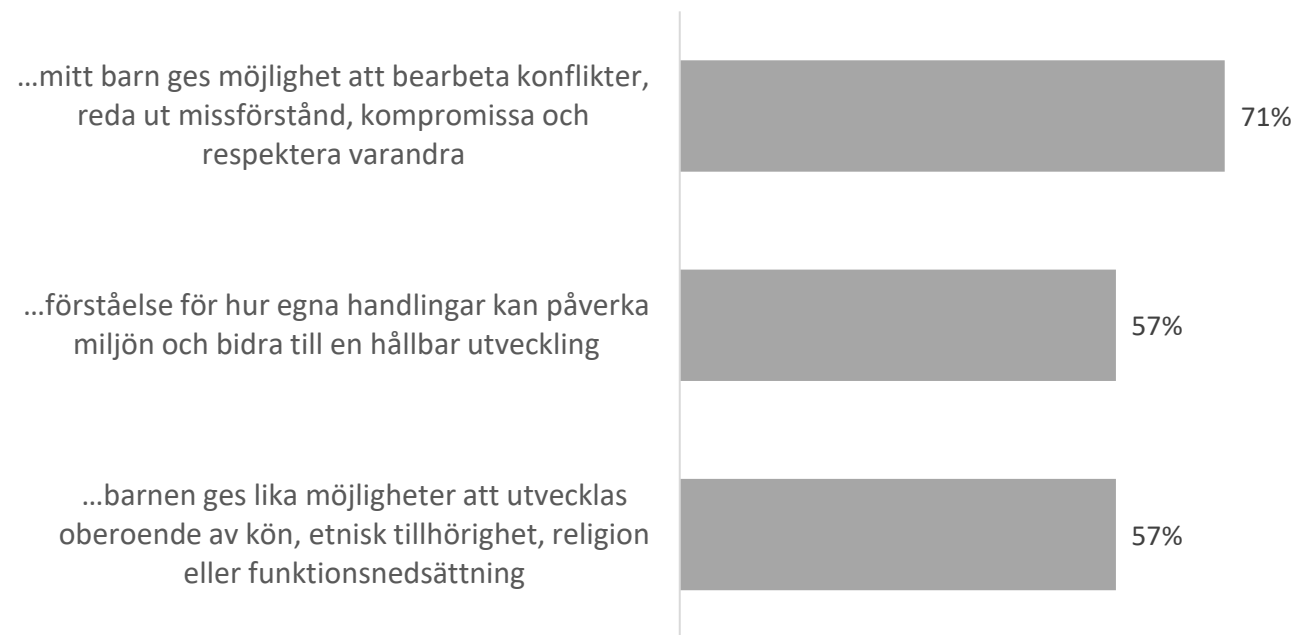 …mitt barn ges möjlighet att bearbeta konflikter,
reda ut missförstånd, kompromissa och
respektera varandra
71%
…förståelse för hur egna handlingar kan påverka
miljön och bidra till en hållbar utveckling
57%
…barnen ges lika möjligheter att utvecklas
oberoende av kön, etnisk tillhörighet, religion
eller funktionsnedsättning
57%